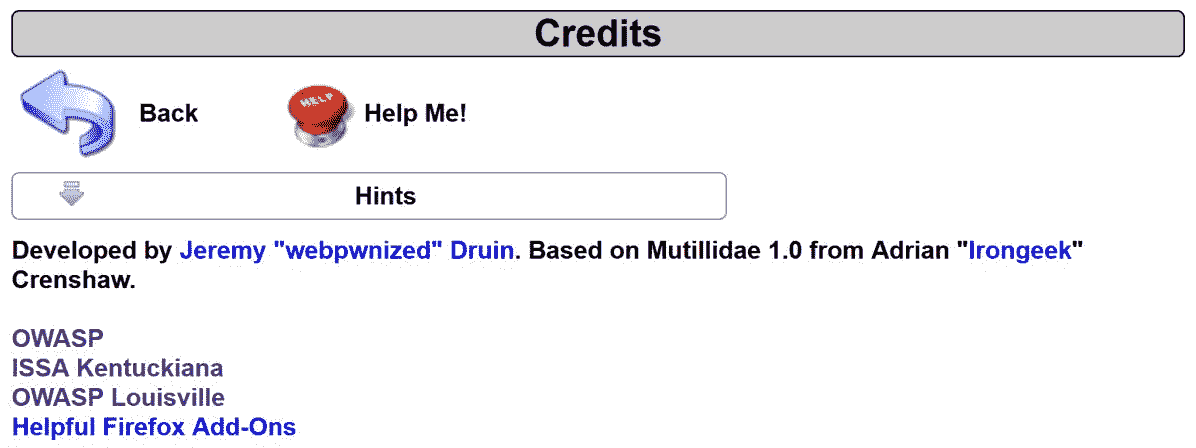 Credits
Back
HELP
Help Me!
Hints
Developed by Jeremy "webpwnized" Druin. Based on Mutillidae 1.0 from Adrian "Irongeek"
Crenshaw.
OWASP
ISSA Kentuckiana
OWASP Louisville
Helpful Firefox Add-Ons